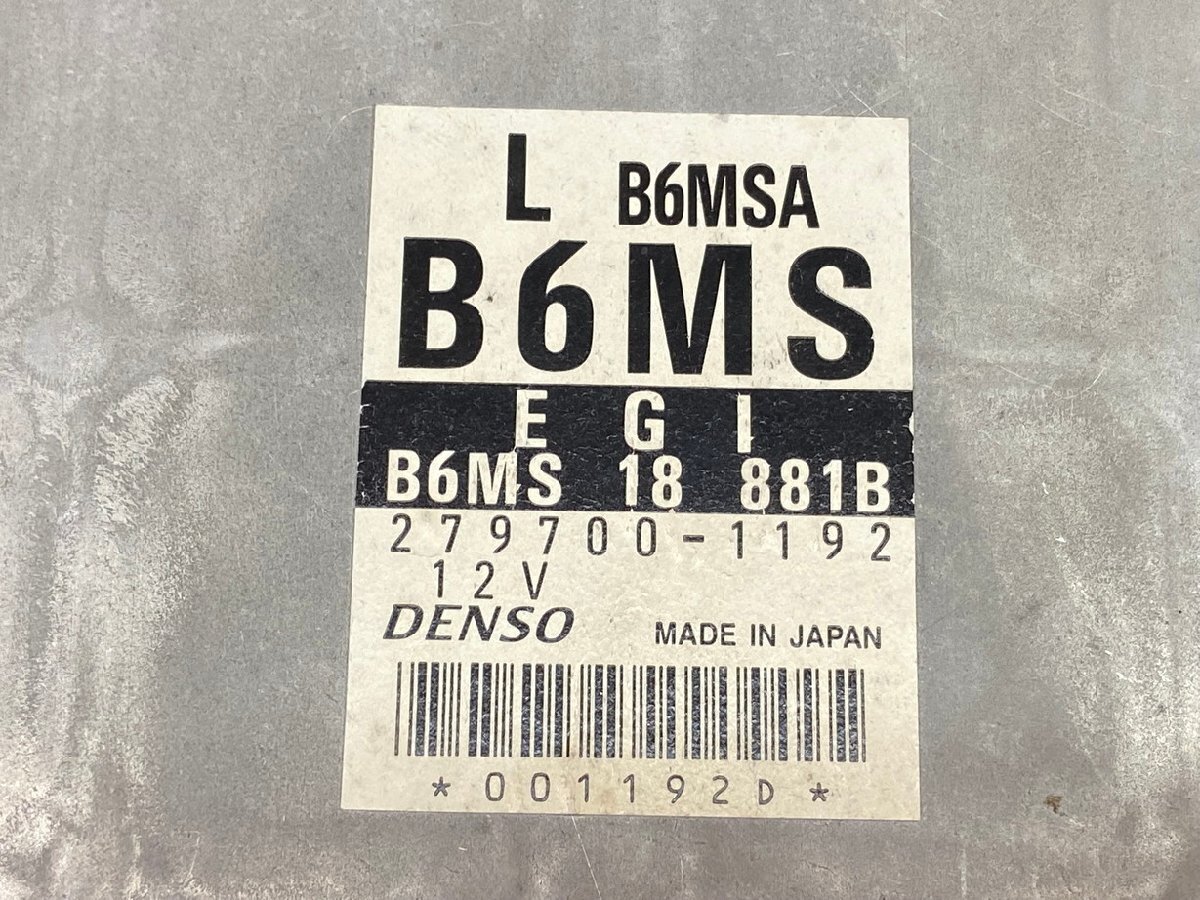 L B6MSA
B6MS
E G I
B6MS 18 881B
279700-1192
12V
DENSO MADE IN JAPAN
*001192D*